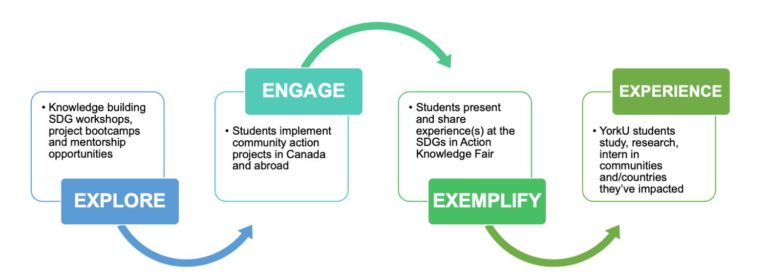 • Knowledge building
SDG workshops,
project bootcamps
and mentorship
opportunities
EXPLORE
ENGAGE
• Students implement
community action
projects in Canada
and abroad
• Students present
and share
experience(s) at the
SDGs in Action
Knowledge Fair
EXEMPLIFY
EXPERIENCE
• YorkU students
study, research,
intern in
communities
and/or countries
they've impacted